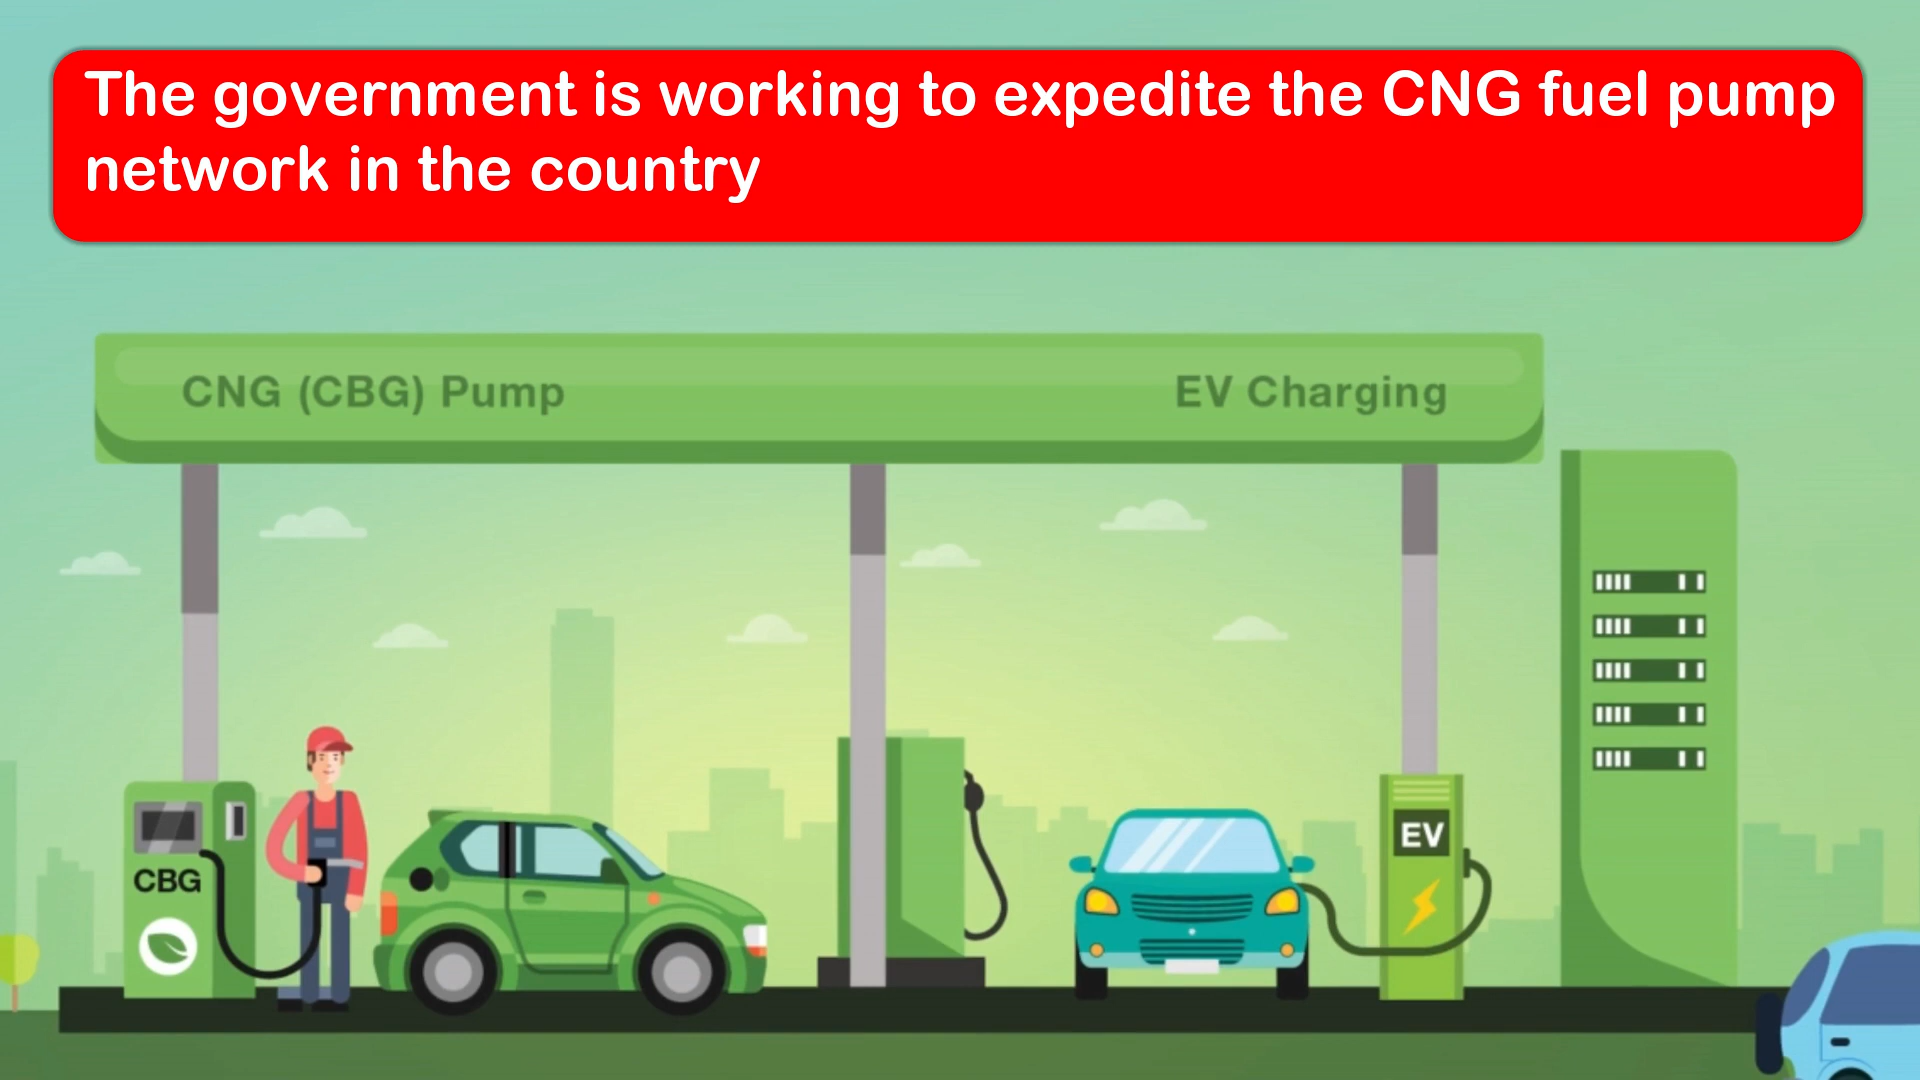 The government is working to expedite the CNG fuel pump
network in the country
CNG (CBG) Pump
EV Charging
EV
CBG